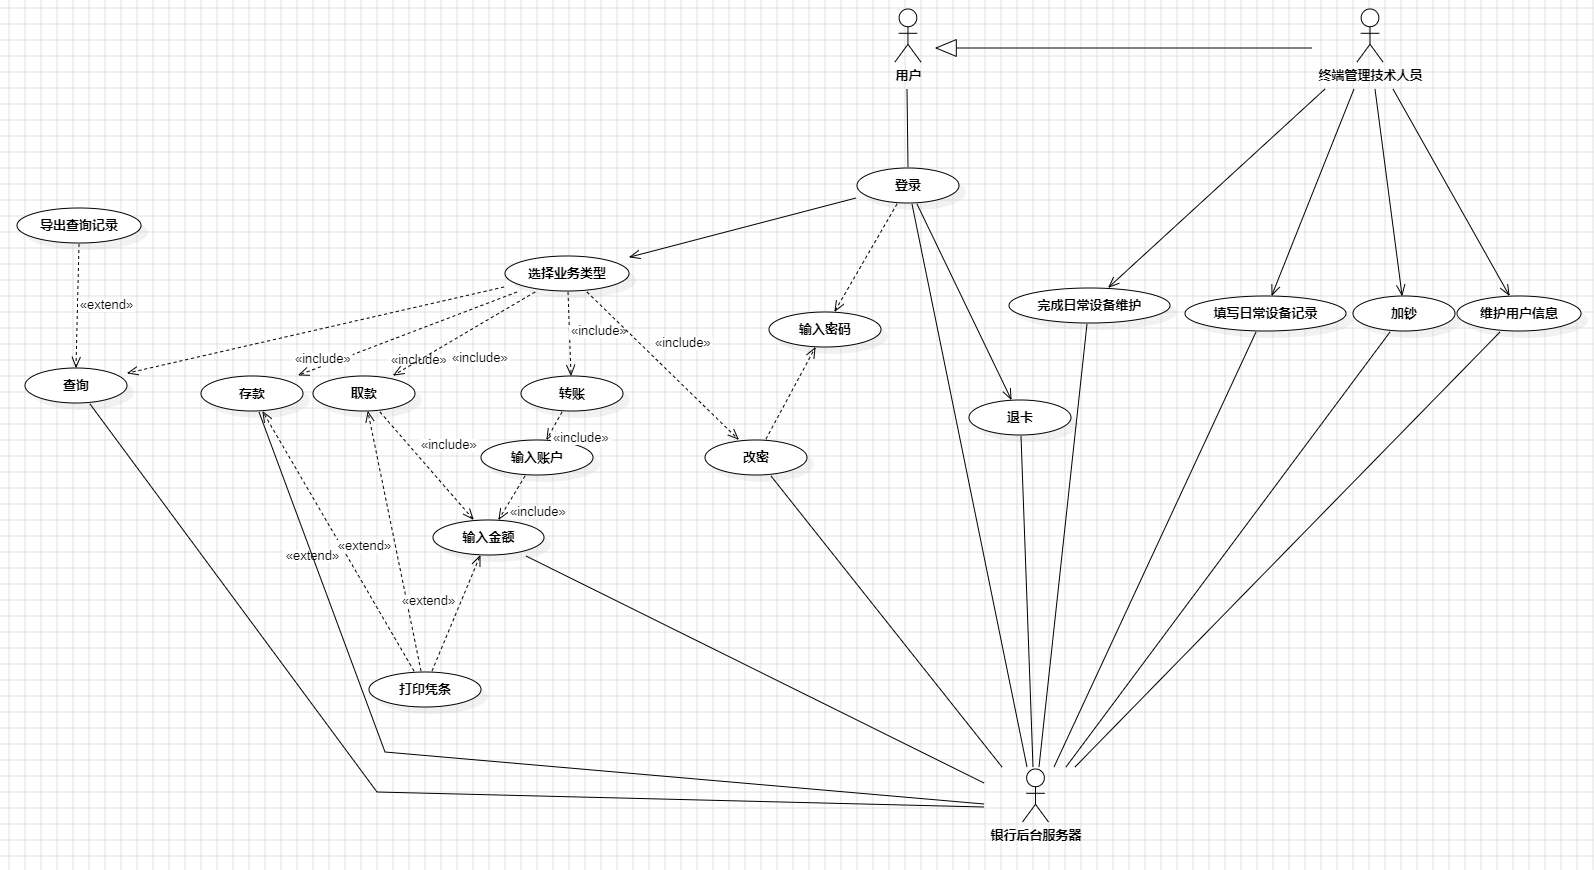 用户
终端管理技术人员
登录
导出查询记录
选择业务类型
«extend»
完成日常设备维护
填写日常设备记录
加钞
维护用户信息
输入密码
«include»
«include»
«include»
«include»
«include»
查询
存款
取款
转账
退卡
«include»
«include»
输入账户
改密
«include»
输入金额
«extend»
«extend»
«extend»
打印凭条
银行后台服务器